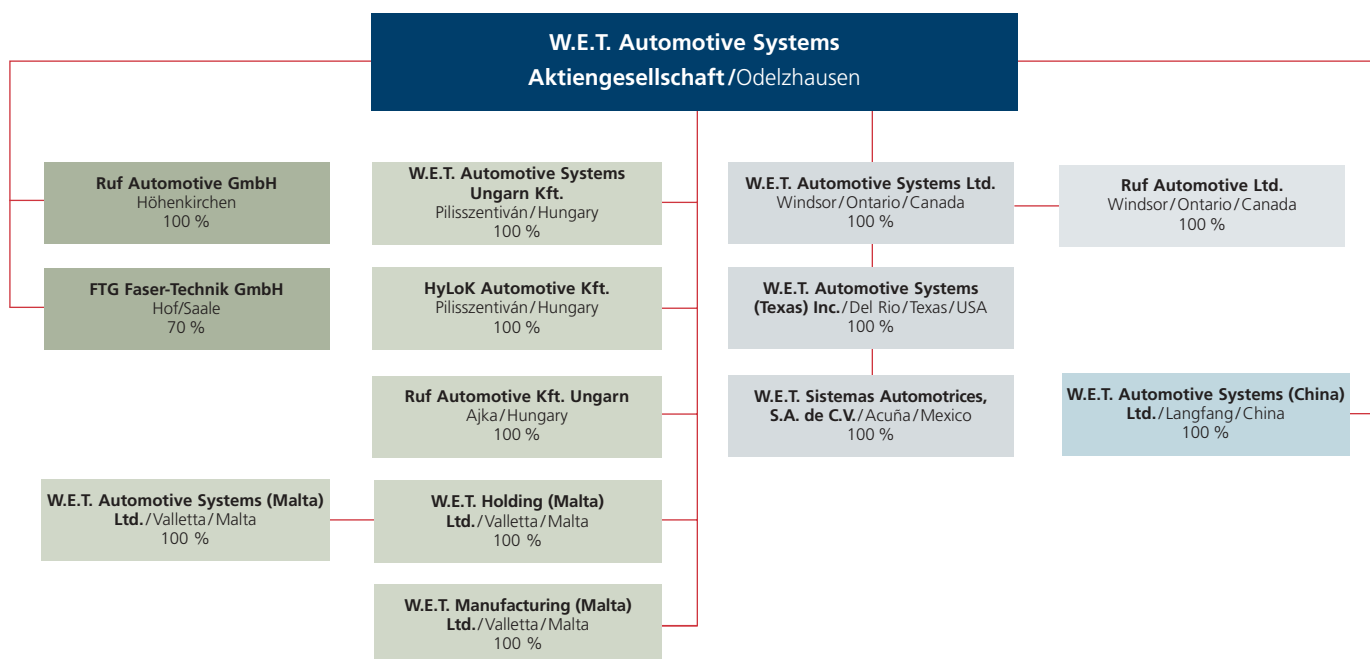 W.E.T. Automotive Systems
Aktiengesellschaft/Odelzhausen
Ruf Automotive GmbH
Höhenkirchen
100 %
W.E.T. Automotive Systems
Ungarn Kft.
Pilisszentiván/Hungary
100 %
W.E.T. Automotive Systems Ltd.
Windsor/Ontario/Canada
100 %
Ruf Automotive Ltd.
Windsor/Ontario/Canada
100 %
FTG Faser-Technik GmbH
Hof/Saale
70 %
HyLoK Automotive Kft.
Pilisszentiván/Hungary
100 %
W.E.T. Automotive Systems
(Texas) Inc./Del Rio/Texas/USA
100 %
Ruf Automotive Kft. Ungarn
Ajka/Hungary
100 %
W.E.T. Sistemas Automotrices,
S.A. de C.V./Acuña/Mexico
100 %
W.E.T. Automotive Systems (China)
Ltd./Langfang/China
100 %
W.E.T. Automotive Systems (Malta)
Ltd./Valletta/Malta
100 %
W.E.T. Holding (Malta)
Ltd./Valletta/Malta
100 %
W.E.T. Manufacturing (Malta)
Ltd./Valletta/Malta
100 %